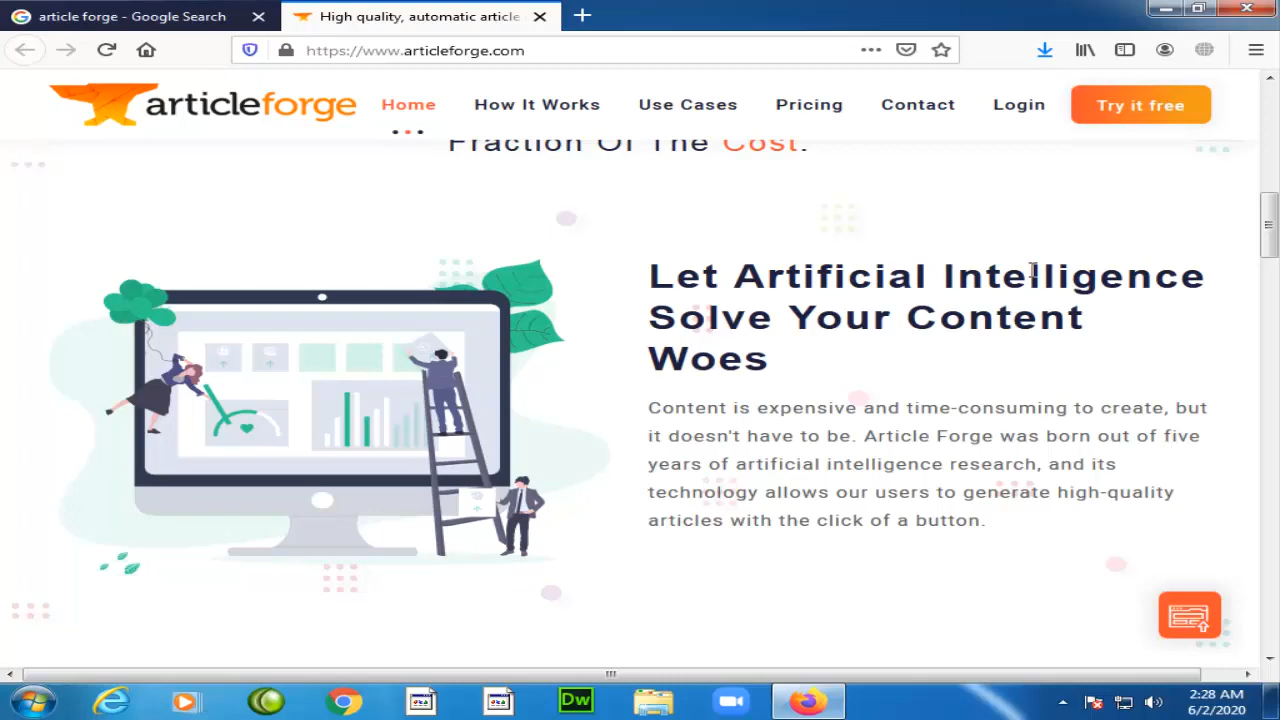 article forge - Google Search
High quality, automatic article
https://www.articleforge.com
articleforge
Home
How It Works
Use Cases
Pricing
Contact
Login
Try it free
Fraction Of The Cost.
Let Artificial Intelligence
Solve Your Content
Woes
Content is expensive and time-consuming to create, but
it doesn't have to be. Article Forge was born out of five
years of artificial intelligence research, and its
technology allows our users to generate high-quality
articles with the click of a button.
Dw
2:28 AM
6/2/2020